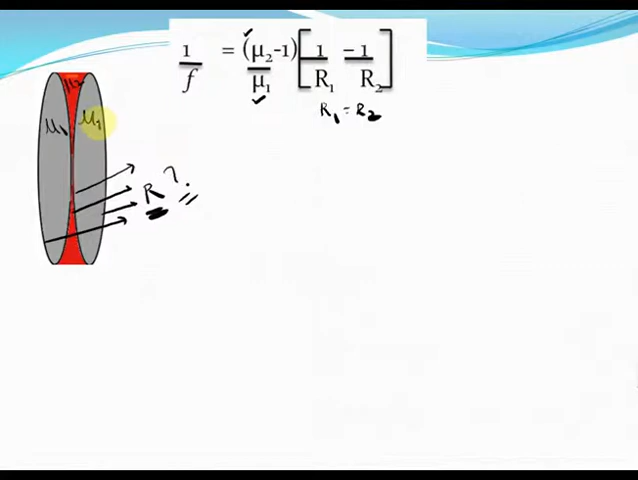 1/f = (μ2-1)/μ1 [1/R1 -1/R2]
R1 = R2
μ2
μ1 μ1
R ?